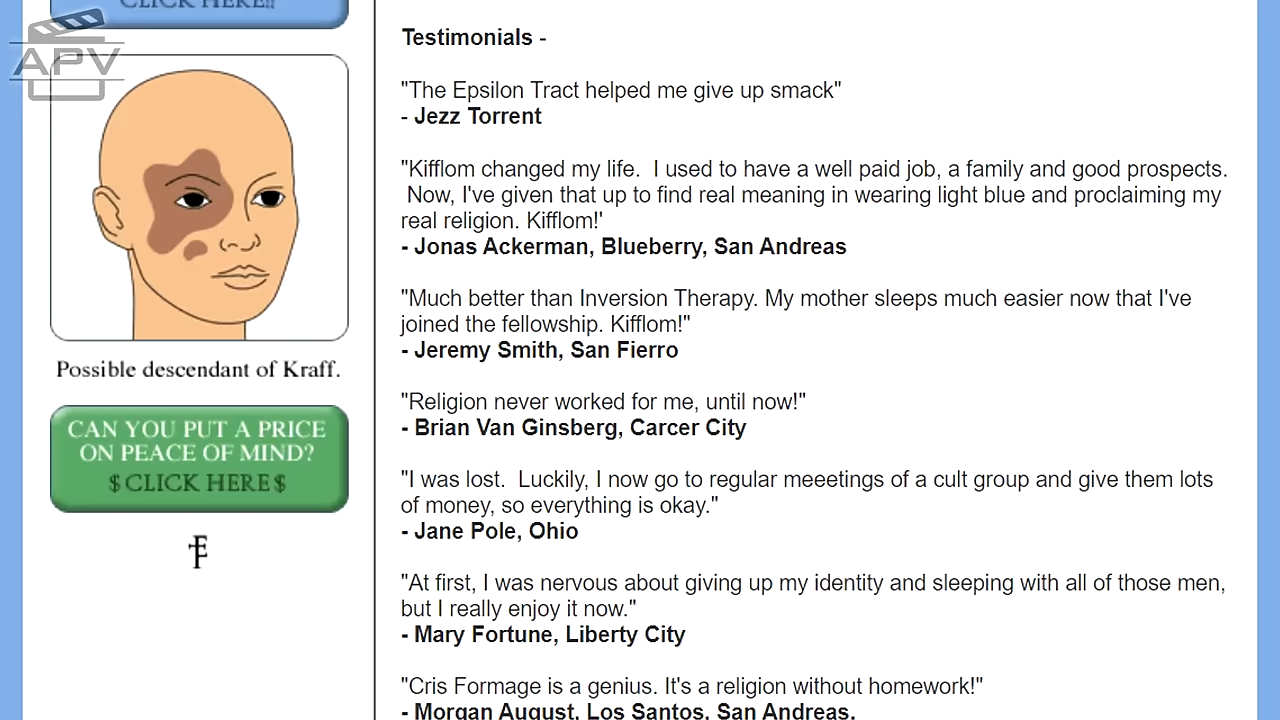 CLICK HERE!!
APV
Possible descendant of Kraff.
CAN YOU PUT A PRICE
ON PEACE OF MIND?
$ CLICK HERE $
Testimonials -
"The Epsilon Tract helped me give up smack"
- Jezz Torrent
"Kifflom changed my life.  I used to have a well paid job, a family and good prospects.
Now, I've given that up to find real meaning in wearing light blue and proclaiming my
real religion. Kifflom!'
- Jonas Ackerman, Blueberry, San Andreas
"Much better than Inversion Therapy. My mother sleeps much easier now that I've
joined the fellowship. Kifflom!"
- Jeremy Smith, San Fierro
"Religion never worked for me, until now!"
- Brian Van Ginsberg, Carcer City
"I was lost.  Luckily, I now go to regular meeetings of a cult group and give them lots
of money, so everything is okay."
- Jane Pole, Ohio
"At first, I was nervous about giving up my identity and sleeping with all of those men,
but I really enjoy it now."
- Mary Fortune, Liberty City
"Cris Formage is a genius. It's a religion without homework!"
- Morgan August, Los Santos, San Andreas.